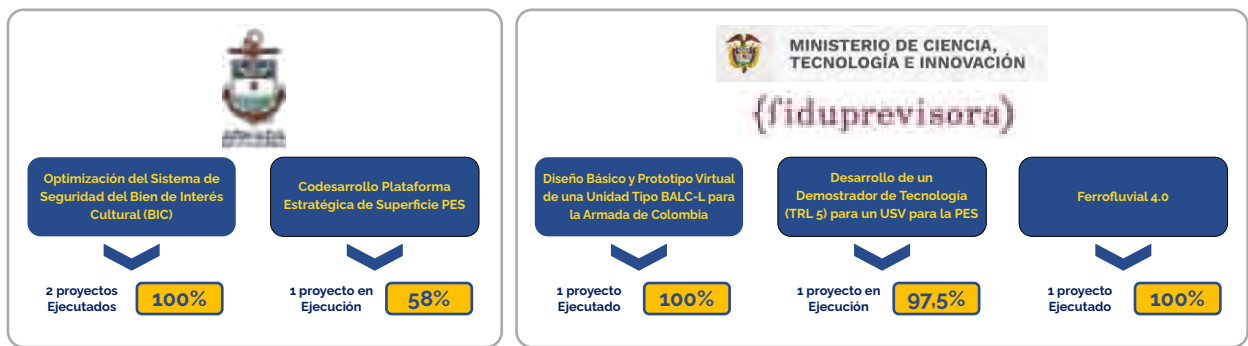 ARMADA
MINISTERIO DE CIENCIA,
TECNOLOGÍA E INNOVACIÓN
{fiduprevisora)
Optimización del Sistema de
Seguridad del Bien de Interés
Cultural (BIC)
2 proyectos
Ejecutados
100%
Codesarrollo Plataforma
Estratégica de Superficie PES
1 proyecto en
Ejecución
58%
Diseño Básico y Prototipo Virtual
de una Unidad Tipo BALC-L para
la Armada de Colombia
1 proyecto
Ejecutado
100%
Desarrollo de un
Demostrador de Tecnología
(TRL 5) para un USV para la PES
1 proyecto en
Ejecución
97,5%
Ferrofluvial 4.0
1 proyecto
Ejecutado
100%